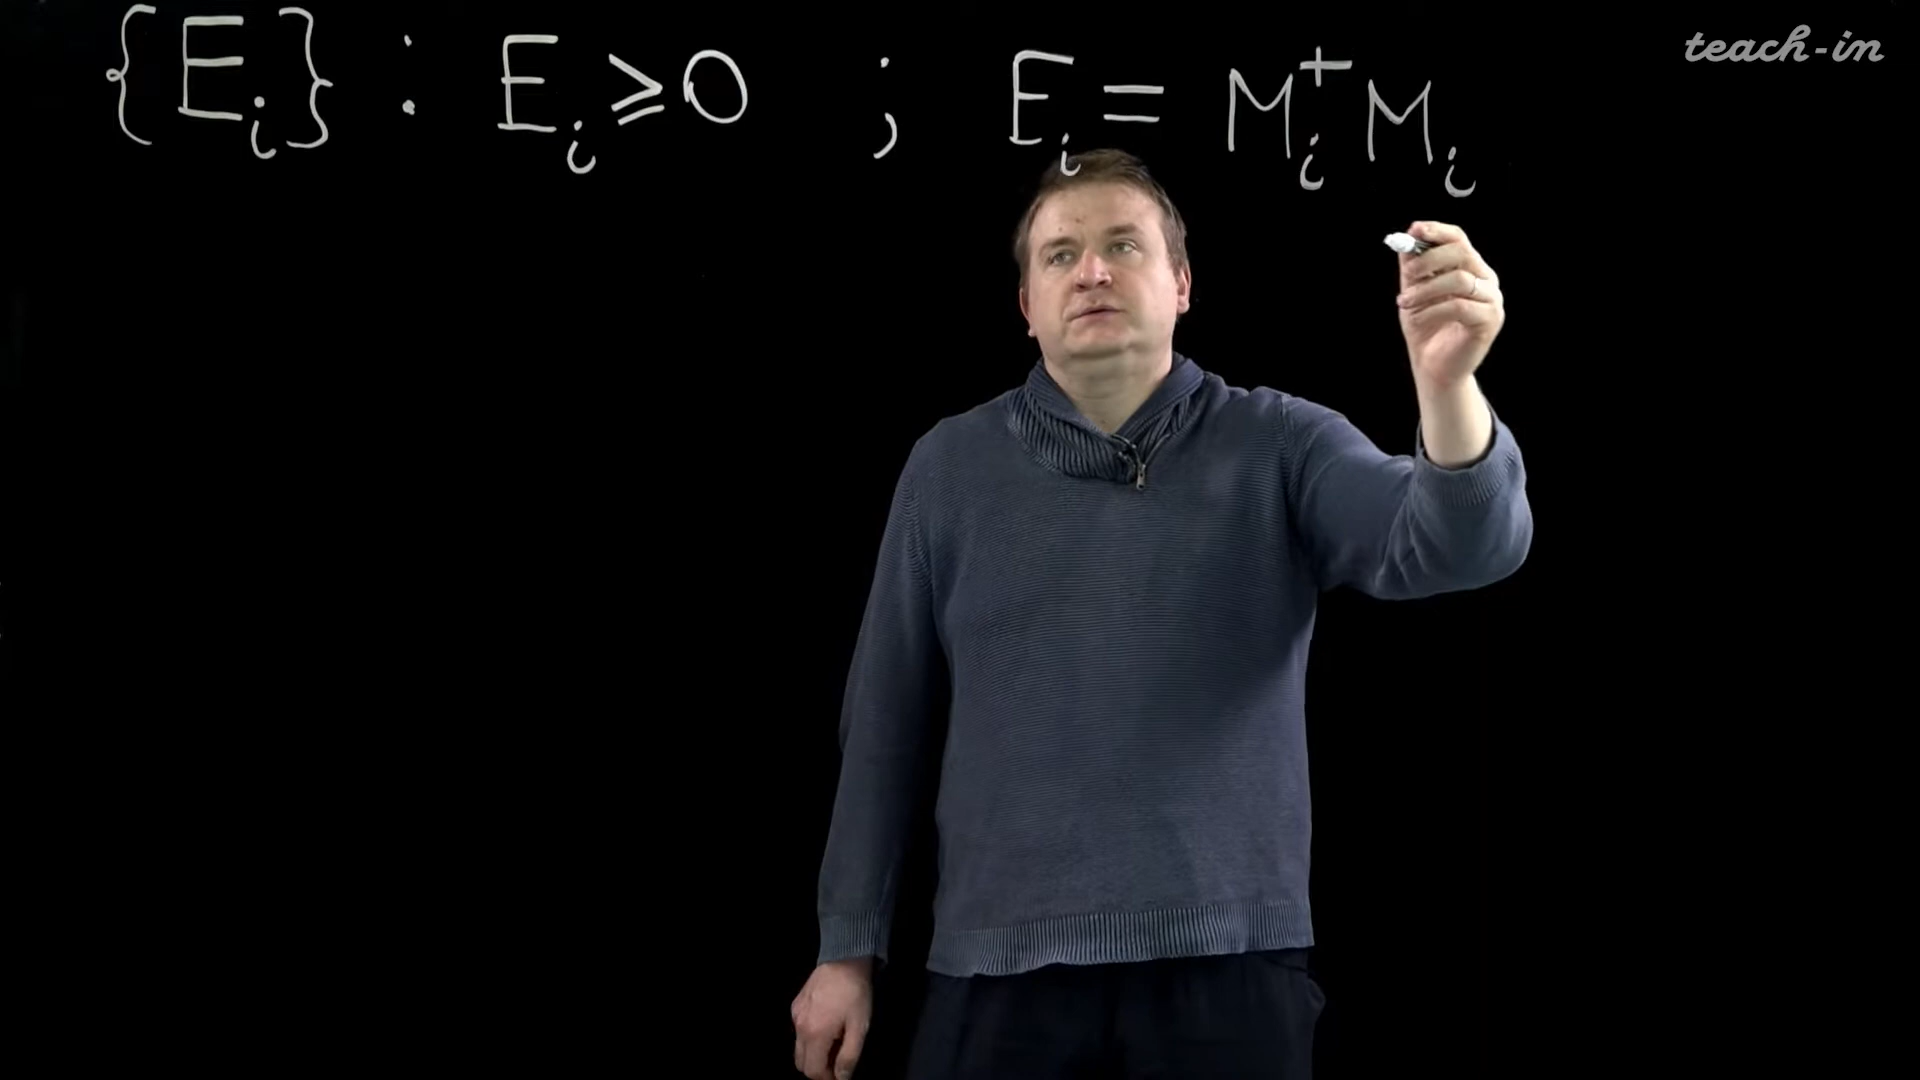 {E_i} : E_i ⩾ 0 ; E_i = M_i^+ M_i
teach-in